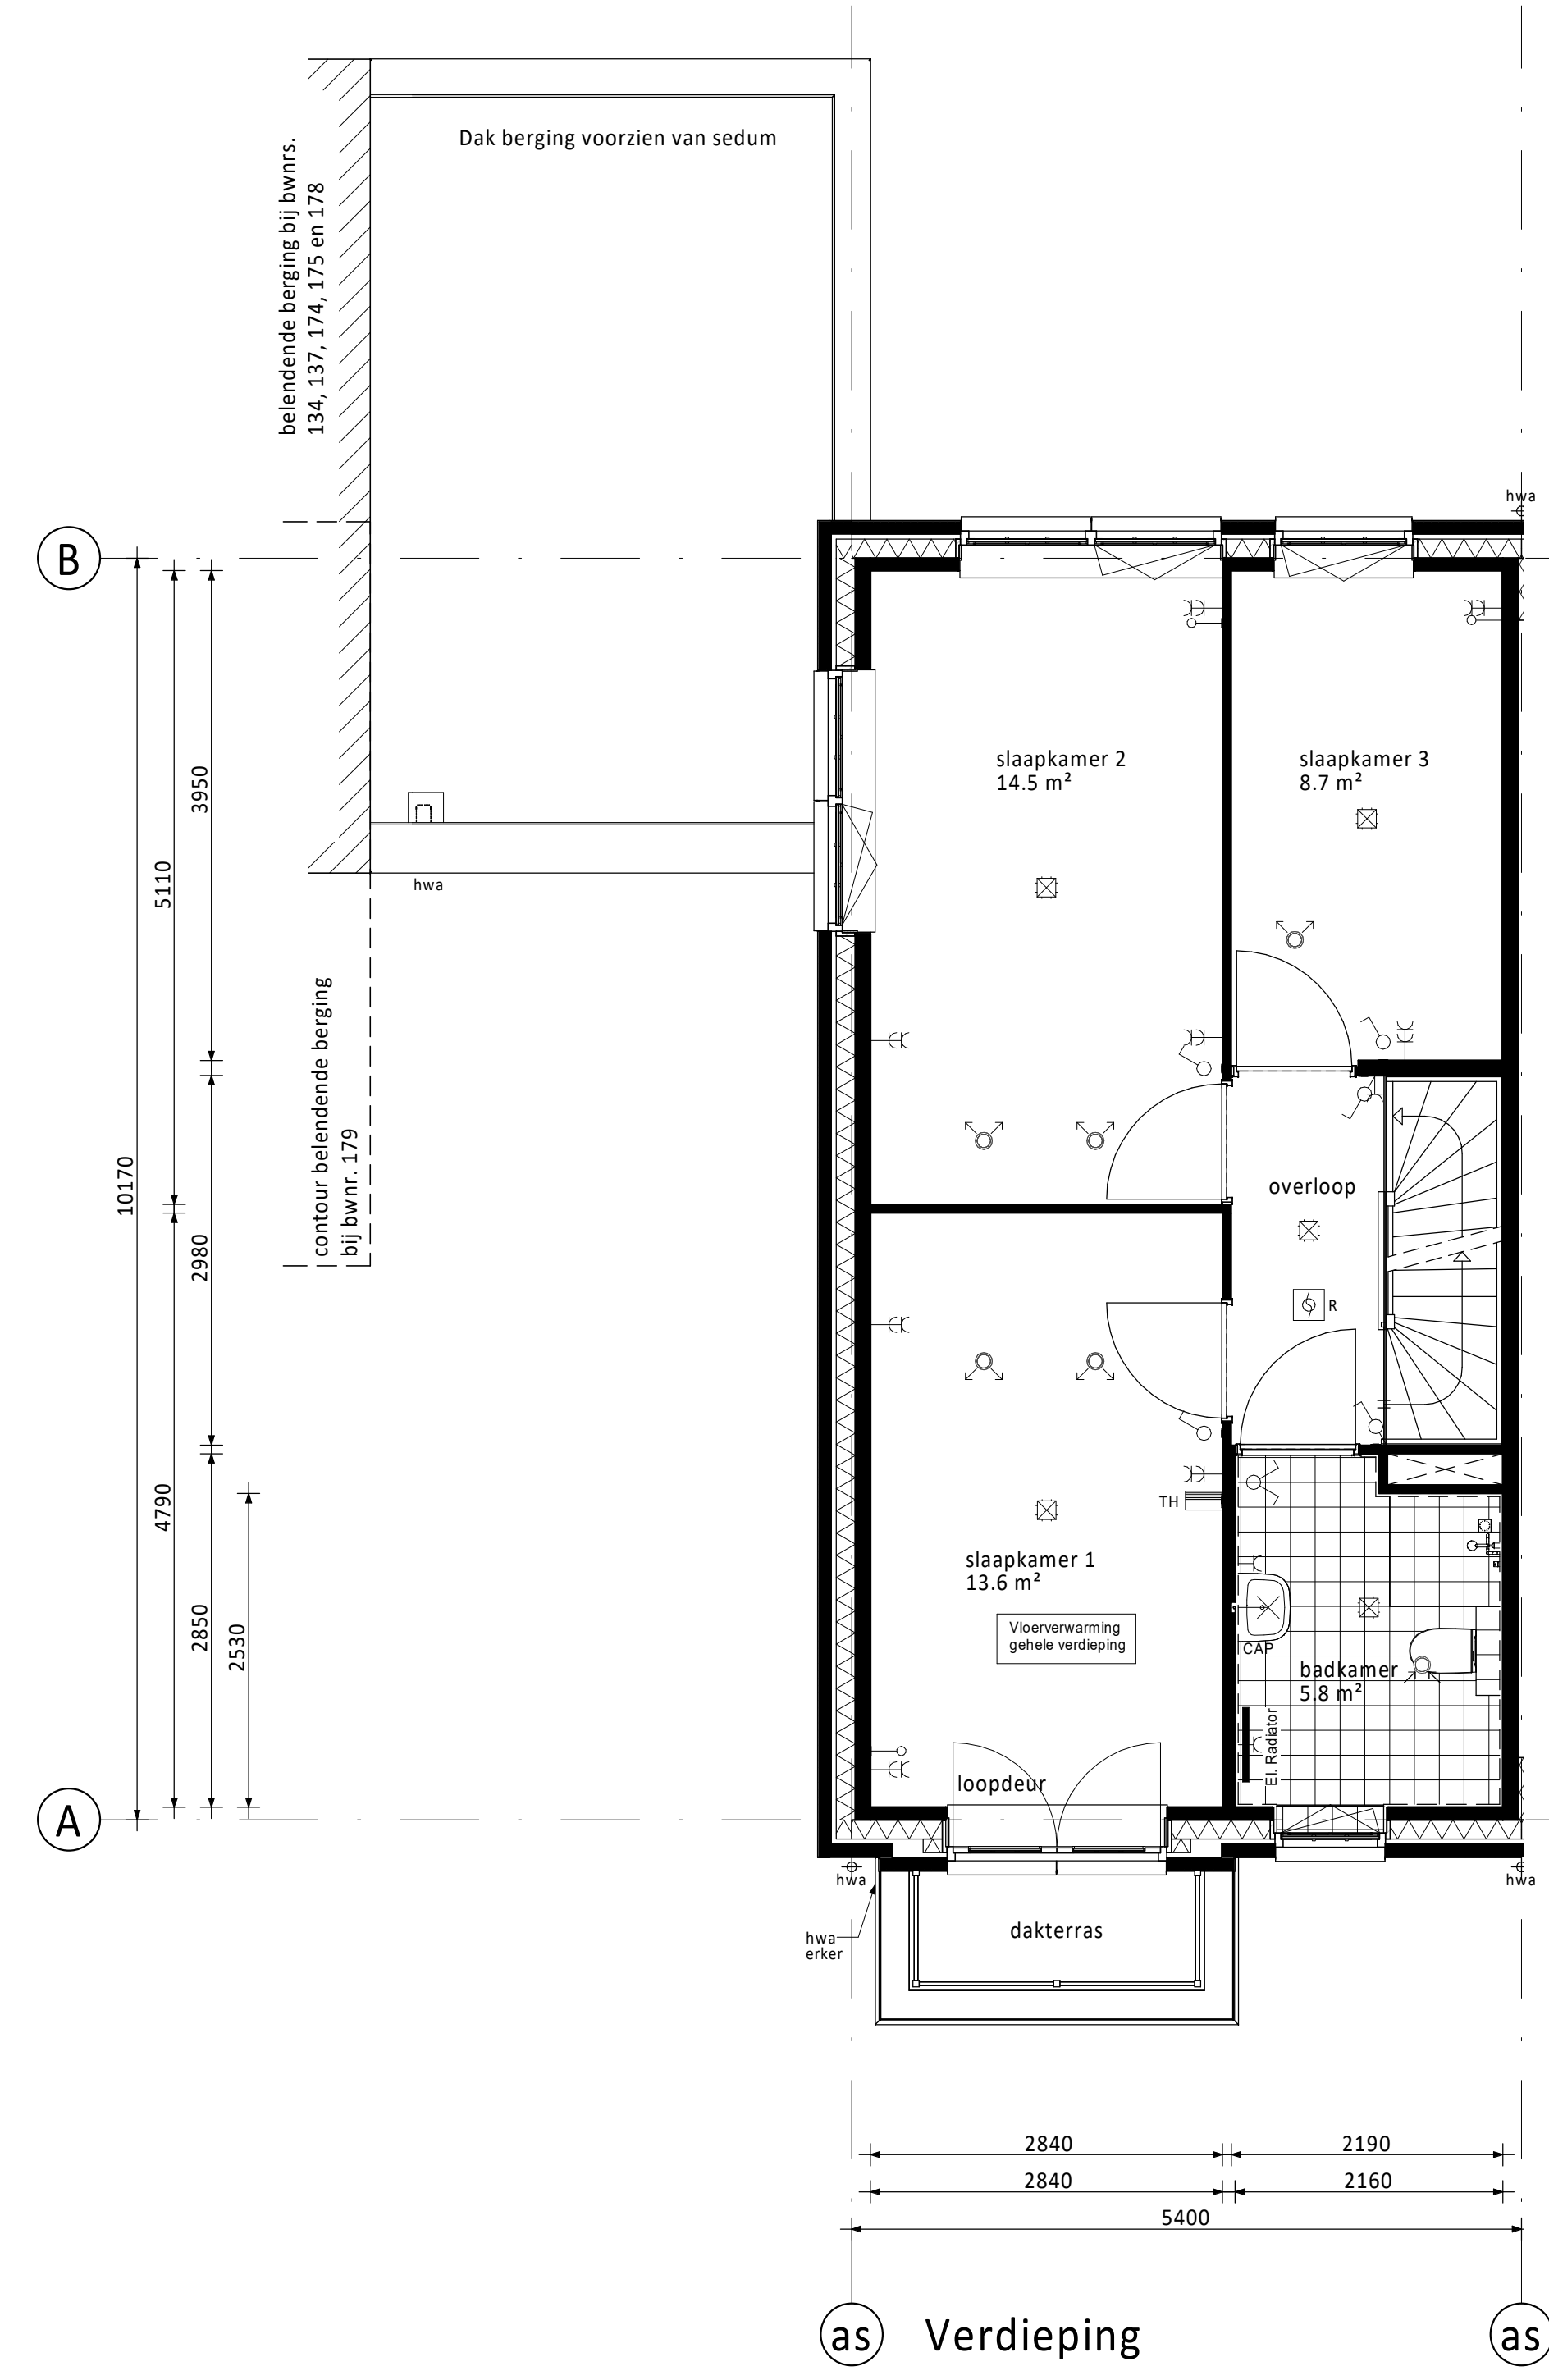 Dak berging voorzien van sedum
belendende berging bij bwnrs.
134, 137, 174, 175 en 178
hwa
B
3950
slaapkamer 2
14.5 m²
slaapkamer 3
8.7 m²
5110
hwa
contour belendende berging
bij bwnr. 179
10170
overloop
2980
R
4790
TH
slaapkamer 1
13.6 m²
2850
2530
Vloerverwarming
gehele verdieping
CAP
badkamer
5.8 m²
El. Radiator
loopdeur
A
hwa
hwa
dakterras
hwa
erker
2840
2190
2840
2160
5400
as
Verdieping
as